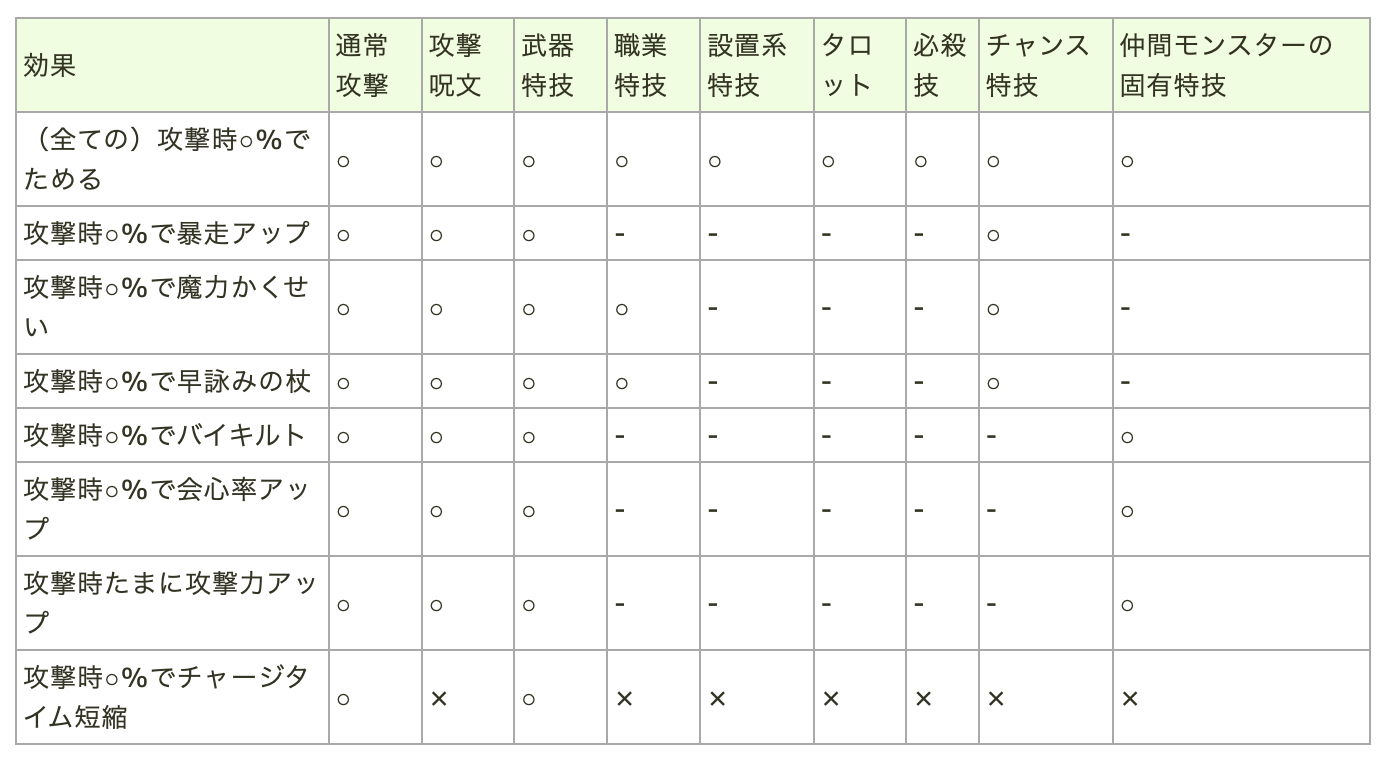 効果 通常攻撃 攻撃呪文 武器特技 職業特技 設置系特技 タロット 必殺技 チャンス特技 仲間モンスターの固有特技
（全ての）攻撃時○%でためる ○ ○ ○ ○ ○ ○ ○ ○ ○
攻撃時○%で暴走アップ ○ ○ ○ - - - - ○ -
攻撃時○%で魔力かくせい ○ ○ ○ ○ - - - ○ -
攻撃時○%で早詠みの杖 ○ ○ ○ ○ - - - ○ -
攻撃時○%でバイキルト ○ ○ ○ - - - - - ○
攻撃時○%で会心率アップ ○ ○ ○ - - - - - ○
攻撃時たまに攻撃力アップ ○ ○ ○ - - - - - ○
攻撃時○%でチャージタイム短縮 ○ × ○ × × × × × ×